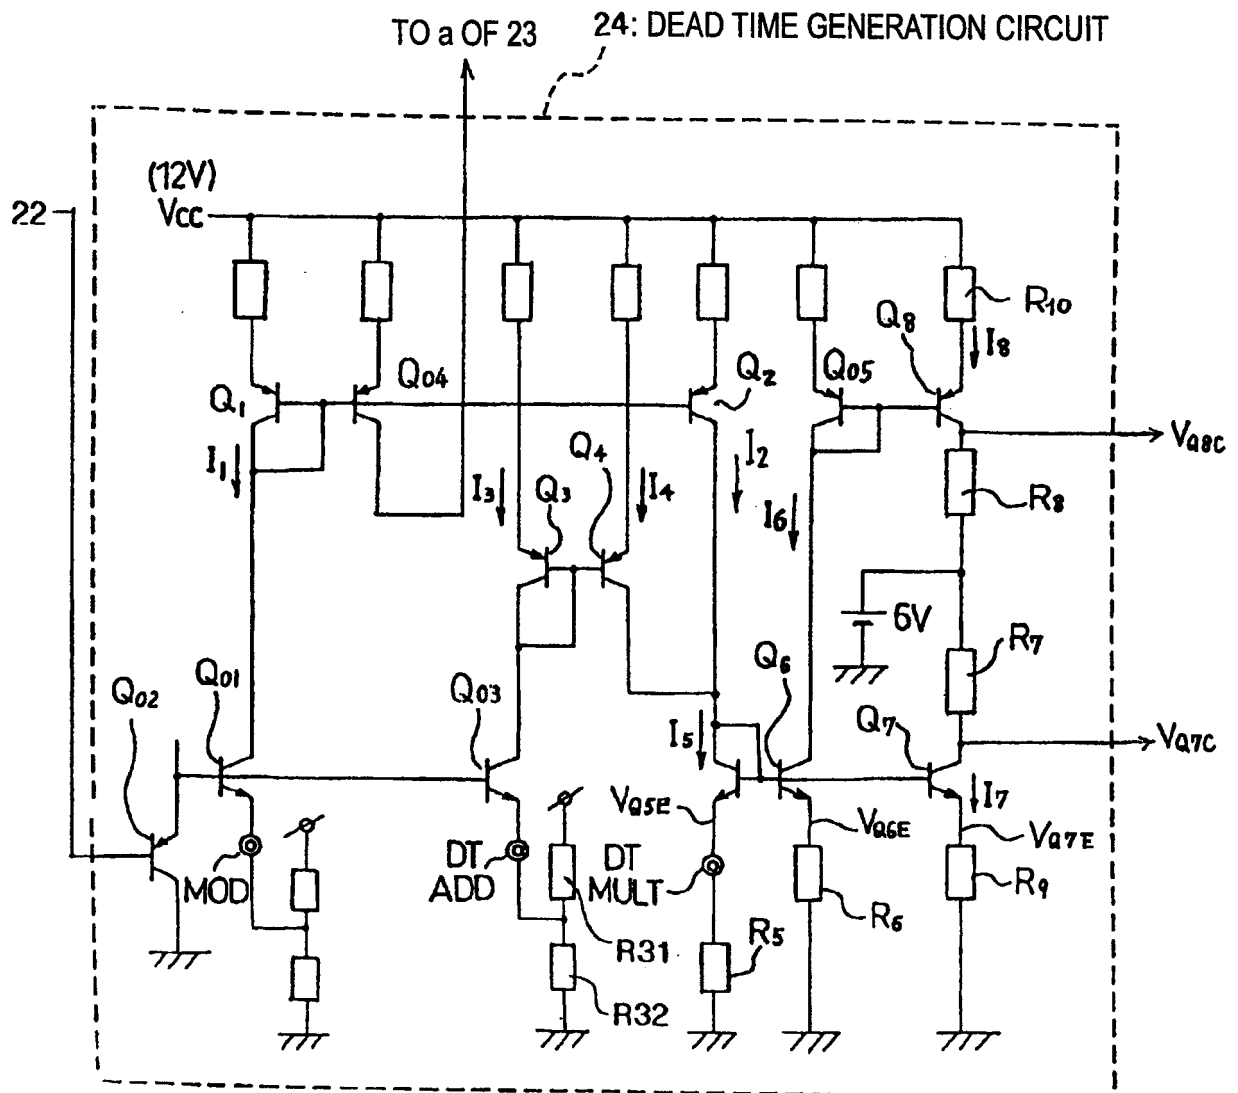 TO a OF 23
24: DEAD TIME GENERATION CIRCUIT
(12V)
VCC
22
R10
Q8
I8
Q1
Q04
Q2
Q05
VQ8C
I1
I3
Q3
Q4
I4
I2
I6
R8
6V
R7
Q02
Q01
Q03
I5
Q6
Q7
VQ7C
I7
VQ5E
VQ6E
VQ7E
MOD
DT ADD
DT MULT
R9
R6
R31
R5
R32